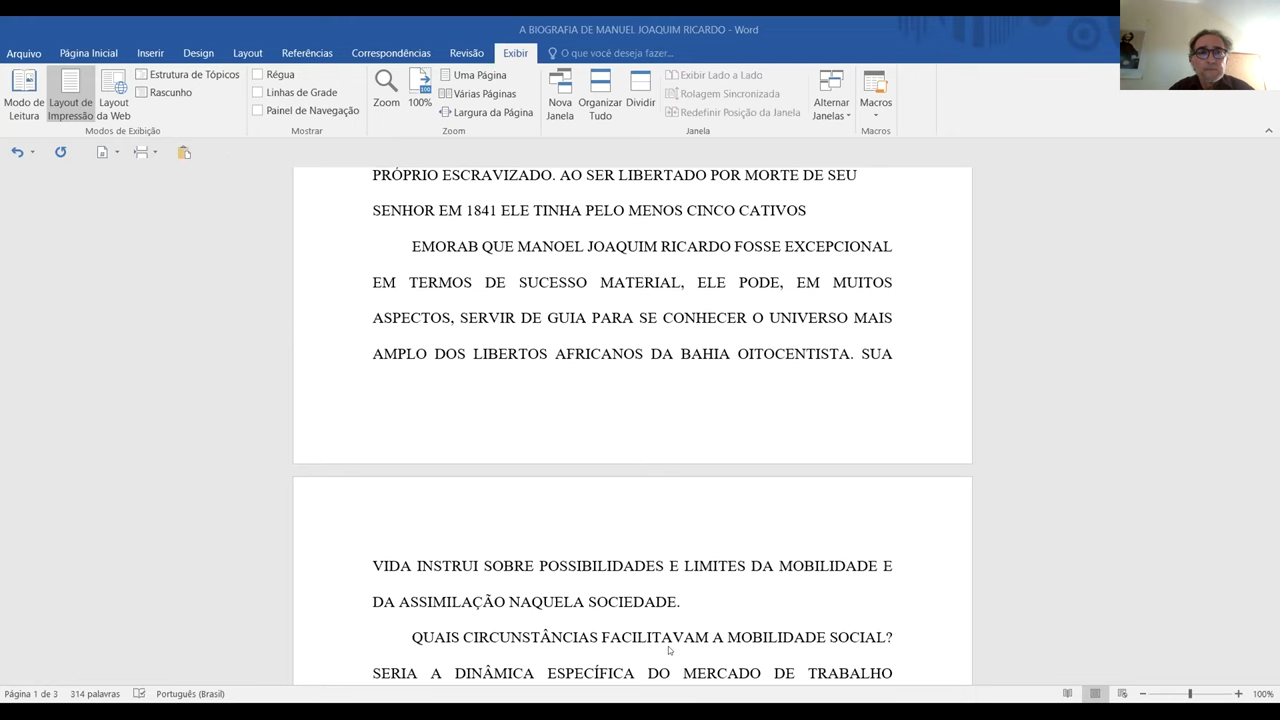 A BIOGRAFIA DE MANUEL JOAQUIM RICARDO - Word
Arquivo Página Inicial Inserir Design Layout Referências Correspondências Revisão Exibir O que você deseja fazer...
Modo de Leitura
Layout de Impressão
Layout da Web
Estrutura de Tópicos
Rascunho
Modos de Exibição
Régua
Linhas de Grade
Painel de Navegação
Mostrar
Zoom
100%
Uma Página
Várias Páginas
Largura da Página
Zoom
Nova Janela
Organizar Tudo
Dividir
Exibir Lado a Lado
Rolagem Sincronizada
Redefinir Posição da Janela
Janela
Alternar Janelas
Macros
Macros
PRÓPRIO ESCRAVIZADO. AO SER LIBERTADO POR MORTE DE SEU
SENHOR EM 1841 ELE TINHA PELO MENOS CINCO CATIVOS
EMORAB QUE MANOEL JOAQUIM RICARDO FOSSE EXCEPCIONAL
EM TERMOS DE SUCESSO MATERIAL, ELE PODE, EM MUITOS
ASPECTOS, SERVIR DE GUIA PARA SE CONHECER O UNIVERSO MAIS
AMPLO DOS LIBERTOS AFRICANOS DA BAHIA OITOCENTISTA. SUA
VIDA INSTRUI SOBRE POSSIBILIDADES E LIMITES DA MOBILIDADE E
DA ASSIMILAÇÃO NAQUELA SOCIEDADE.
QUAIS CIRCUNSTÂNCIAS FACILITAVAM A MOBILIDADE SOCIAL?
SERIA A DINÂMICA ESPECÍFICA DO MERCADO DE TRABALHO
Página 1 de 3 314 palavras Português (Brasil) 100%